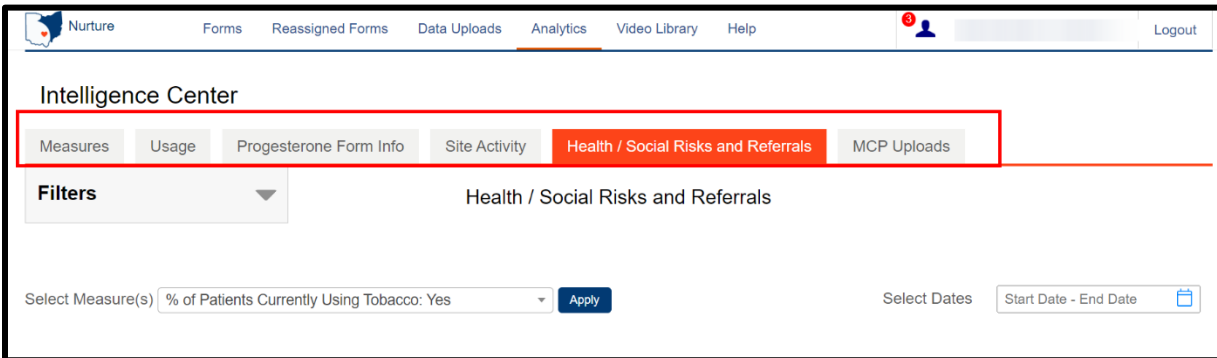 Nurture Forms Reassigned Forms Data Uploads Analytics Video Library Help 3 Logout
Intelligence Center
Measures Usage Progesterone Form Info Site Activity Health / Social Risks and Referrals MCP Uploads
Filters
Health / Social Risks and Referrals
Select Measure(s) % of Patients Currently Using Tobacco: Yes Apply Select Dates Start Date - End Date